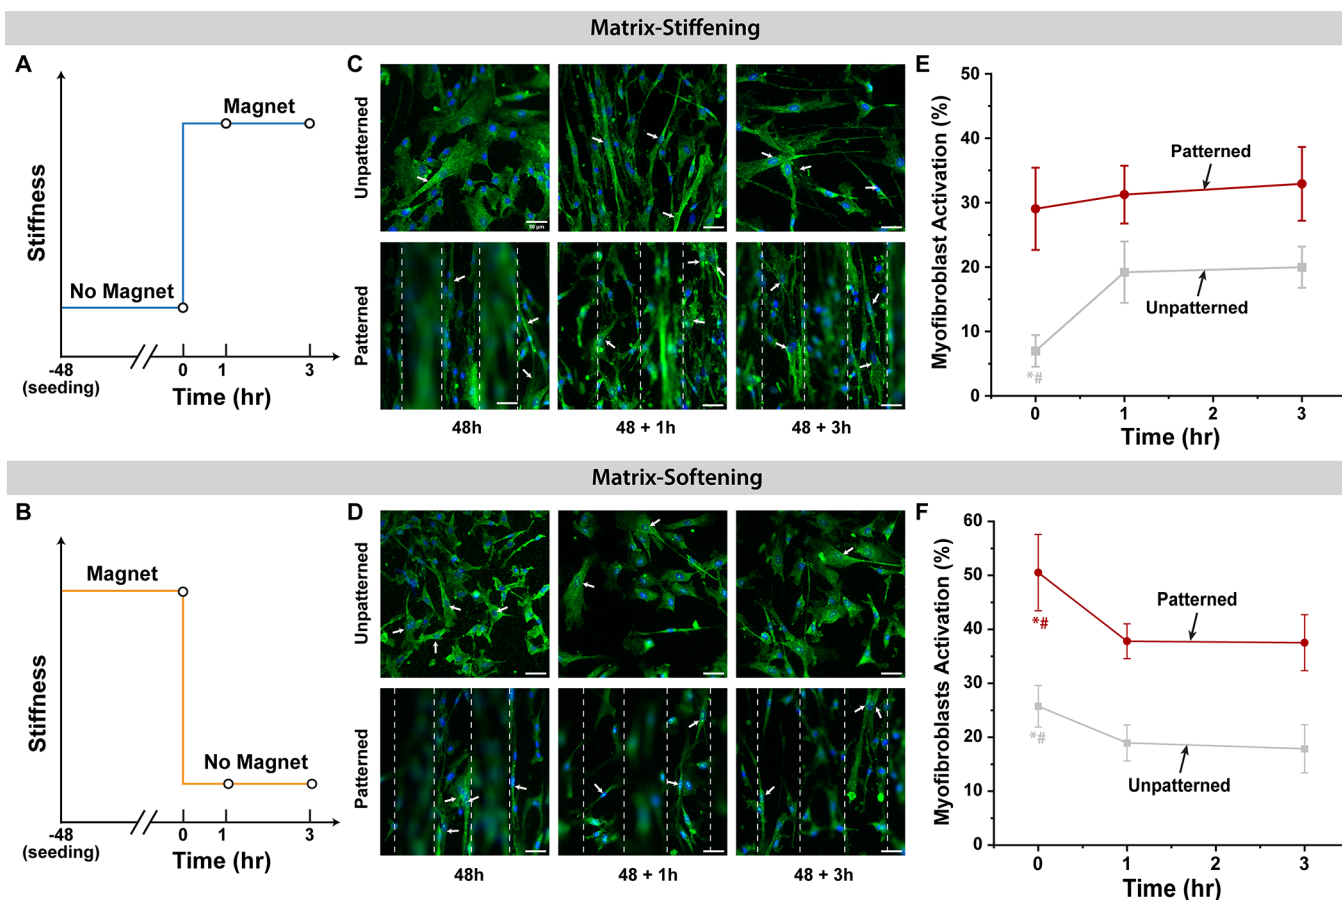 Matrix-Stiffening
A
Stiffness
Magnet
No Magnet
-48
(seeding)
0
1
3
Time (hr)
C
Unpatterned
50 µm
Patterned
48h
48 + 1h
48 + 3h
E
Myofibroblast Activation (%)
50
40
30
20
10
0
Patterned
Unpatterned
*#
0
1
2
3
Time (hr)
Matrix-Softening
B
Stiffness
Magnet
No Magnet
-48
(seeding)
0
1
3
Time (hr)
D
Unpatterned
Patterned
48h
48 + 1h
48 + 3h
F
Myofibroblasts Activation (%)
60
50
40
30
20
10
0
Patterned
*#
*#
Unpatterned
0
1
2
3
Time (hr)